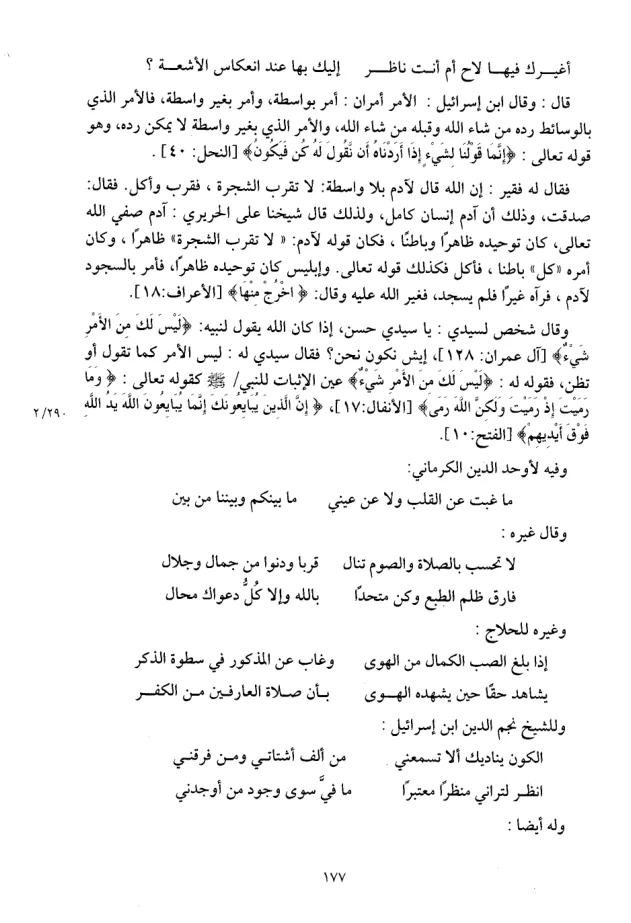 أغيـرك فيهـا لاح أم أنـت ناظـر إليك بها عند انعكاس الأشعـة ؟
قال : وقال ابن إسرائيل : الأمر أمران : أمر بواسطة، وأمر بغير واسطة، فالأمر الذي
بالوسائط رده من شاء الله وقبله من شاء الله، والأمر الذي بغير واسطة لا يمكن رده، وهو
قوله تعالى : ﴿إِنَّمَا قَوْلُنَا لِشَيْءٍ إِذَا أَرَدْنَاهُ أَن نَّقُولَ لَهُ كُن فَيَكُونُ﴾ [النحل: ٤٠] .
فقال له فقير : إن الله قال لآدم بلا واسطة: لا تقرب الشجرة ، فقرب وأكل. فقال:
صدقت، وذلك أن آدم إنسان كامل، ولذلك قال شيخنا على الحريري : آدم صفي الله
تعالى، كان توحيده ظاهرًا وباطنًا ، فكان قوله لآدم: « لا تقرب الشجرة» ظاهرًا ، وكان
أمره «كل» باطنا ، فأكل فكذلك قوله تعالى. وإبليس كان توحيده ظاهرًا، فأمر بالسجود
لآدم ، فرآه غيرًا فلم يسجد، فغير الله عليه وقال: ﴿ اخْرُجْ مِنْهَا﴾ [الأعراف:١٨].
وقال شخص لسيدي : يا سيدي حسن، إذا كان الله يقول لنبيه: ﴿لَيْسَ لَكَ مِنَ الأَمْرِ
شَيْءٌ﴾ [آل عمران: ١٢٨]، إيش نكون نحن؟ فقال سيدي له : ليس الأمر كما تقول أو
تظن، فقوله له : ﴿لَيْسَ لَكَ مِنَ الأَمْرِ شَيْءٌ﴾ عين الإثبات للنبي/ ﷺ كقوله تعالى : ﴿ وَمَا
رَمَيْتَ إِذْ رَمَيْتَ وَلَكِنَّ اللَّهَ رَمَى﴾ [الأنفال:١٧]، ﴿ إِنَّ الَّذِينَ يُبَايِعُونَكَ إِنَّمَا يُبَايِعُونَ اللَّهَ يَدُ اللَّهِ
٢/٢٩٠
فَوْقَ أَيْدِيهِمْ﴾ [الفتح:١٠].
وفيه لأوحد الدين الكرماني:
ما غبت عن القلب ولا عن عيني ما بينكم وبيننا من بين
وقال غيره :
لا تحسب بالصلاة والصوم تنال قربا ودنوا من جمال وجلال
فارق ظلم الطبع وكن متحدًا بالله وإلا كُلُّ دعواك محال
وغيره للحلاج :
إذا بلغ الصب الكمال من الهوى وغاب عن المذكور في سطوة الذكر
يشاهد حقًا حين يشهده الهـوى بـأن صـلاة العارفـين مـن الكفـر
وللشيخ نجم الدين ابن إسرائيل :
الكون يناديك ألا تسمعني من ألف أشتاتـي ومـن فرقنـي
انظـر لتراني منظرًا معتبرًا ما فيَّ سوى وجود من أوجدني
وله أيضا :
١٧٧